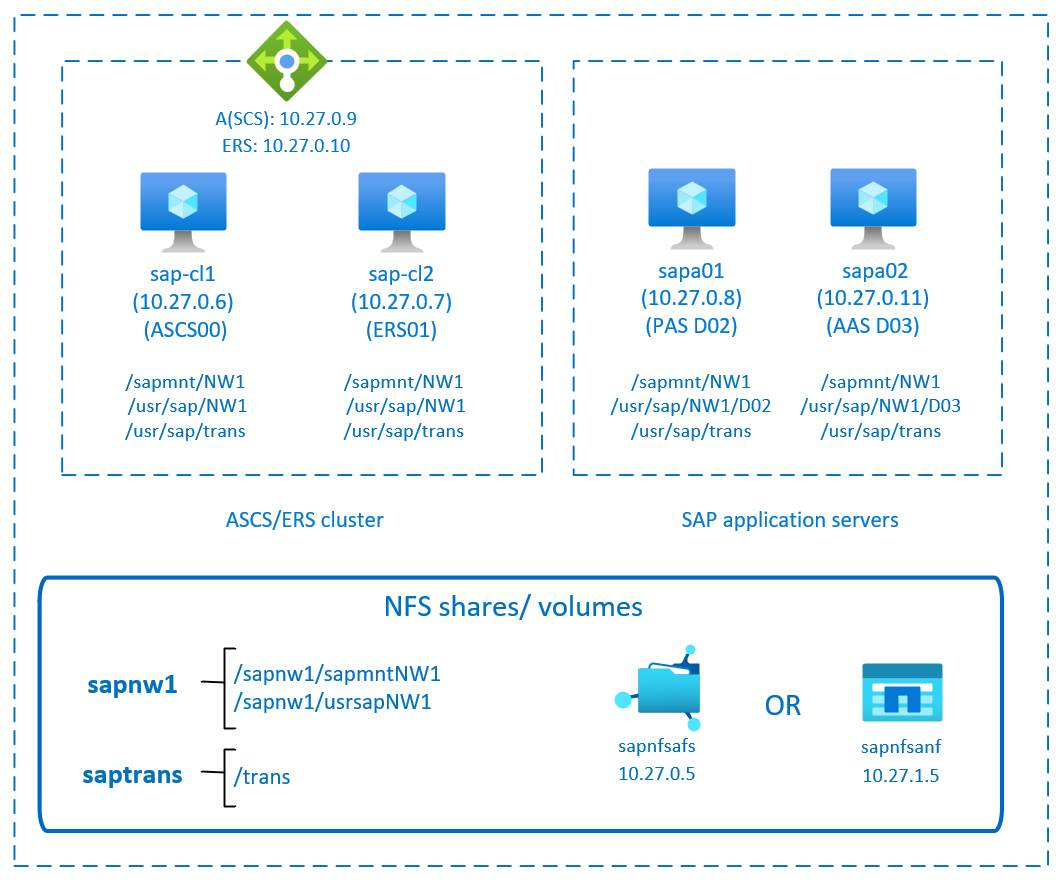 A(SCS): 10.27.0.9
ERS: 10.27.0.10
sap-cl1
(10.27.0.6)
(ASCS00)
/sapmnt/NW1
/usr/sap/NW1
/usr/sap/trans
sap-cl2
(10.27.0.7)
(ERS01)
/sapmnt/NW1
/usr/sap/NW1
/usr/sap/trans
ASCS/ERS cluster
sapa01
(10.27.0.8)
(PAS D02)
/sapmnt/NW1
/usr/sap/NW1/D02
/usr/sap/trans
sapa02
(10.27.0.11)
(AAS D03)
/sapmnt/NW1
/usr/sap/NW1/D03
/usr/sap/trans
SAP application servers
NFS shares/ volumes
sapnw1
/sapnw1/sapmntNW1
/sapnw1/usrsapNW1
saptrans
/trans
sapnfsafs
10.27.0.5
OR
sapnfsanf
10.27.1.5